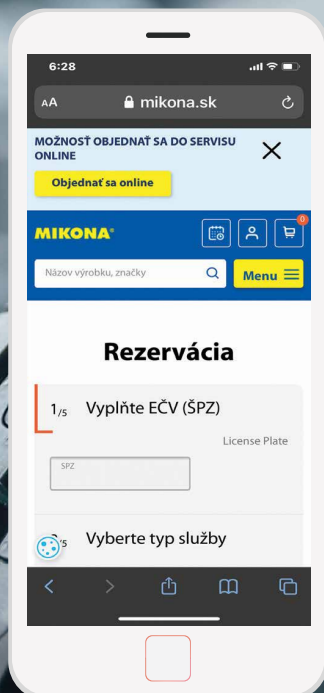 6:28
AA mikona.sk
MOŽNOSŤ OBJEDNAŤ SA DO SERVISU
ONLINE
Objednať sa online
MIKONA®
0
Názov výrobku, značky
Menu
Rezervácia
1/5 Vyplňte EČV (ŠPZ)
License Plate
SPZ
/5 Vyberte typ služby